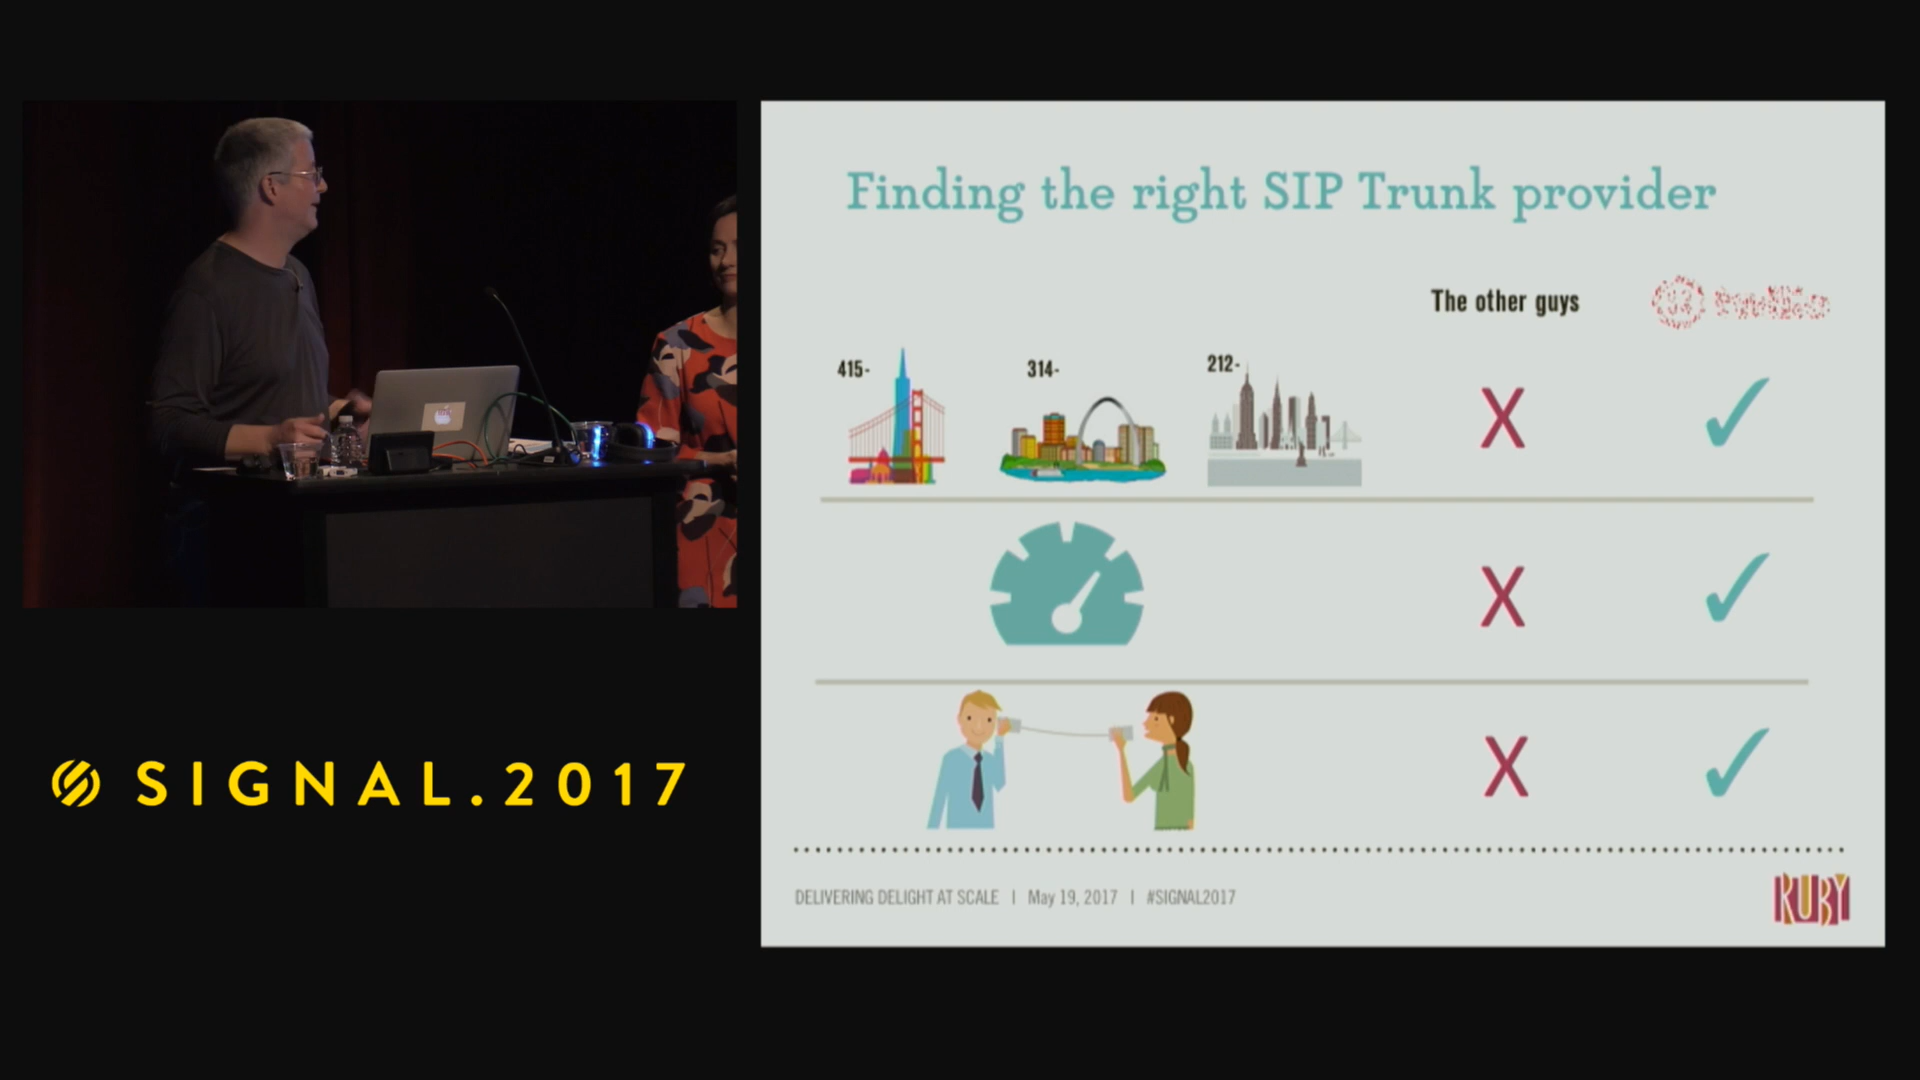 Finding the right SIP Trunk provider
The other guys
415-
314-
212-
X
X
X
DELIVERING DELIGHT AT SCALE | May 19, 2017 | #SIGNAL2017
RUBY
SIGNAL.2017